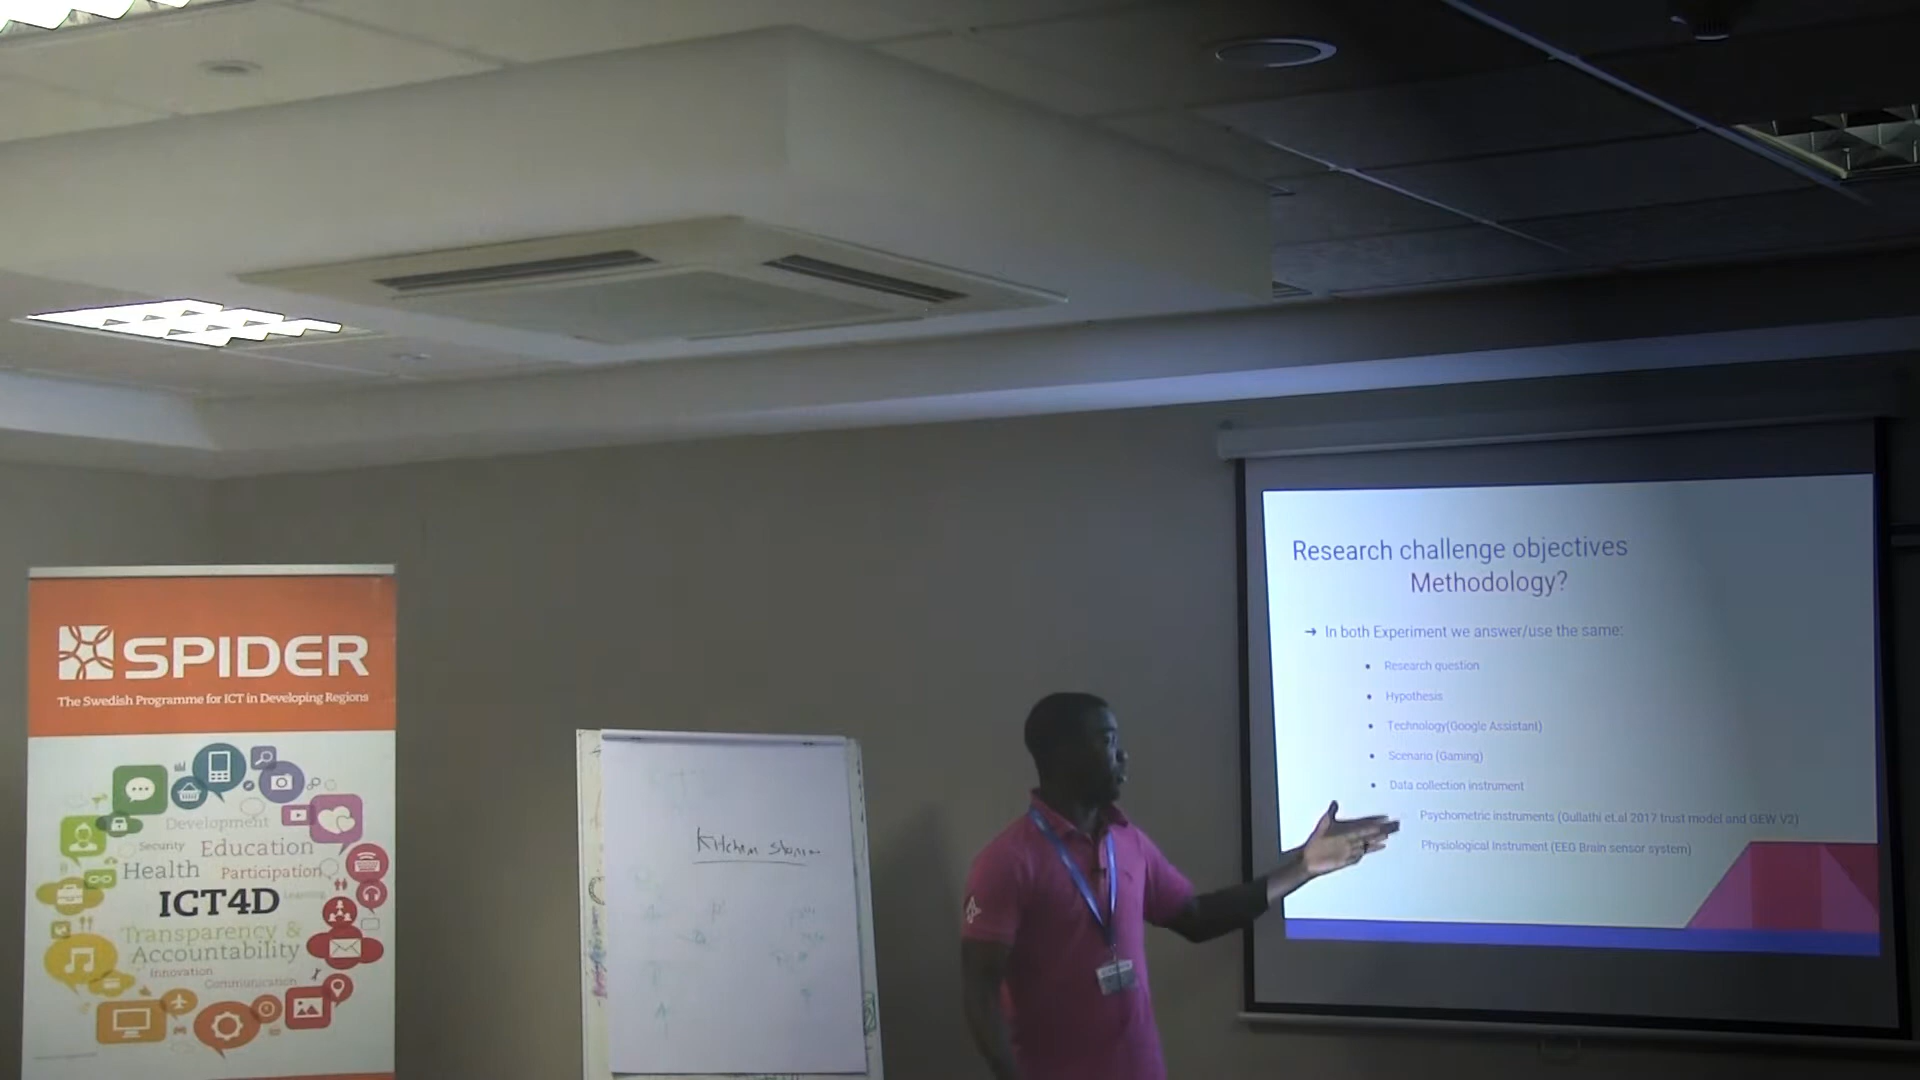 SPIDER
The Swedish Programme for ICT in Developing Regions
Development
Security Education
Health Participation
ICT4D Learning
Transparency &
Accountability
Innovation
Communication
Kitchen
Research challenge objectives
Methodology?
➔ In both Experiment we answer/use the same:
• Research question
• Hypothesis
• Technology(Google Assistant)
• Scenario (Gaming)
• Data collection instrument
Psychometric instruments (Gullathi et.al 2017 trust model and GEW V2)
Physiological Instrument (EEG Brain sensor system)